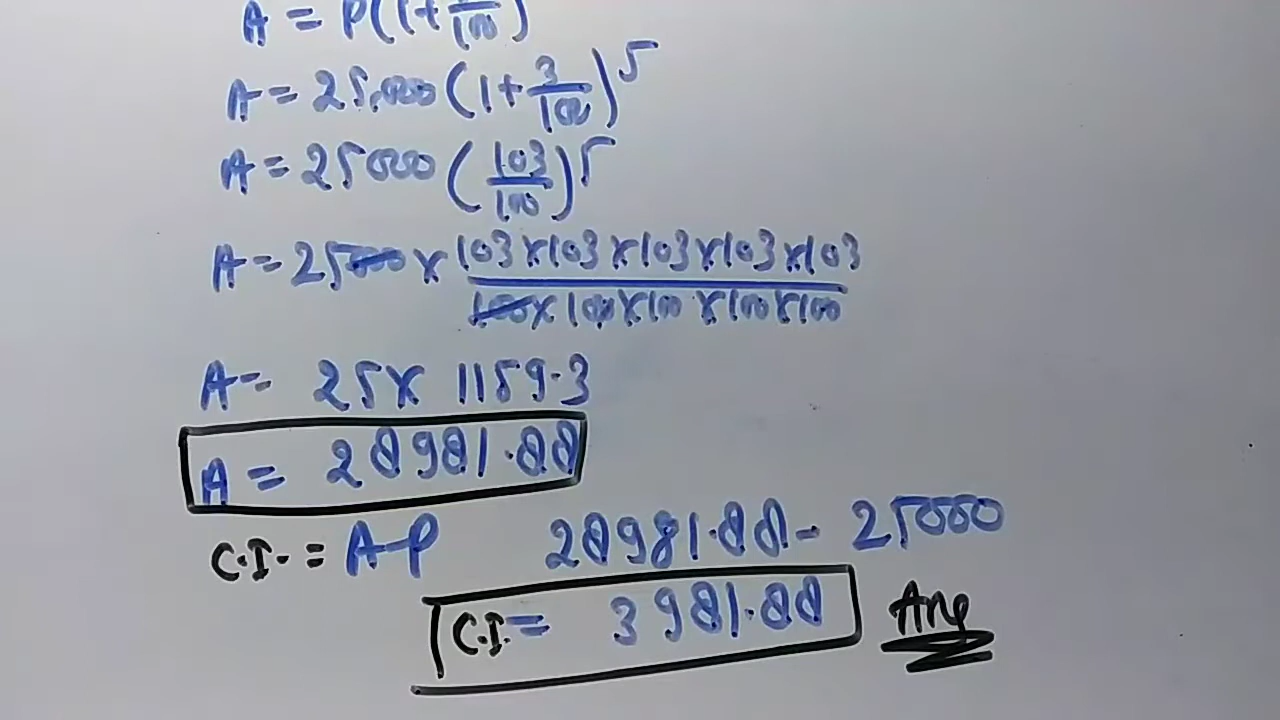 A = P(1+ /100)
A = 25,000 (1+ 3/100)^5
A = 25000 (103/100)^5
A = 25000 x 103x103x103x103x103/100x100x100x100x100
A = 25x 1159.3
A = 28981.88
C.I. = A-P 28981.88 - 25000
C.I. = 3981.88 Ans